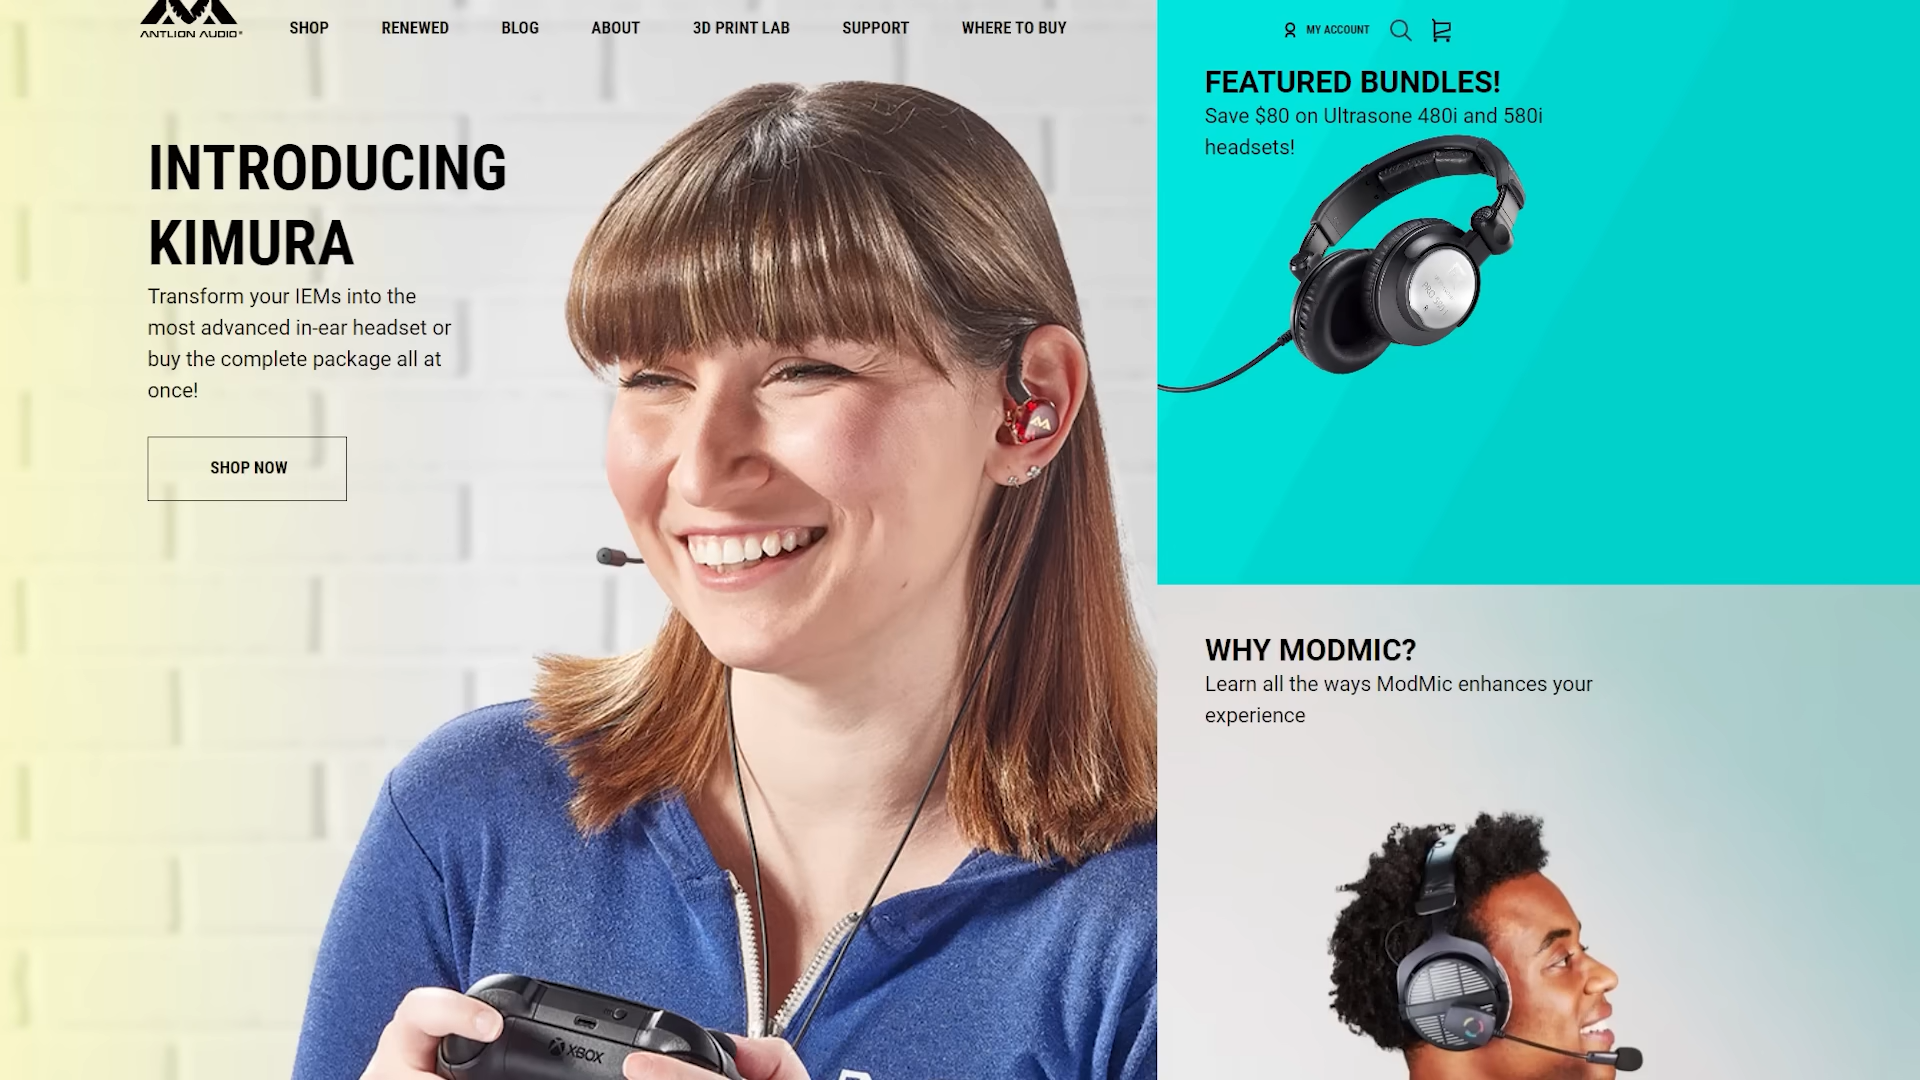 ANTLION AUDIO®
SHOP
RENEWED
BLOG
ABOUT
3D PRINT LAB
SUPPORT
WHERE TO BUY
MY ACCOUNT
INTRODUCING
KIMURA
Transform your IEMs into the
most advanced in-ear headset or
buy the complete package all at
once!
SHOP NOW
XBOX
FEATURED BUNDLES!
Save $80 on Ultrasone 480i and 580i
headsets!
WHY MODMIC?
Learn all the ways ModMic enhances your
experience